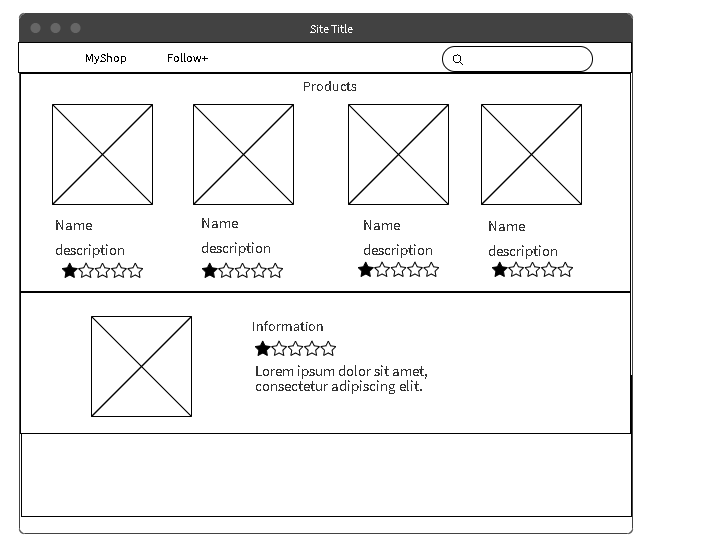 Site Title
MyShop Follow+
Products
Name Name Name Name
description description description description
Information
Lorem ipsum dolor sit amet,
consectetur adipiscing elit.